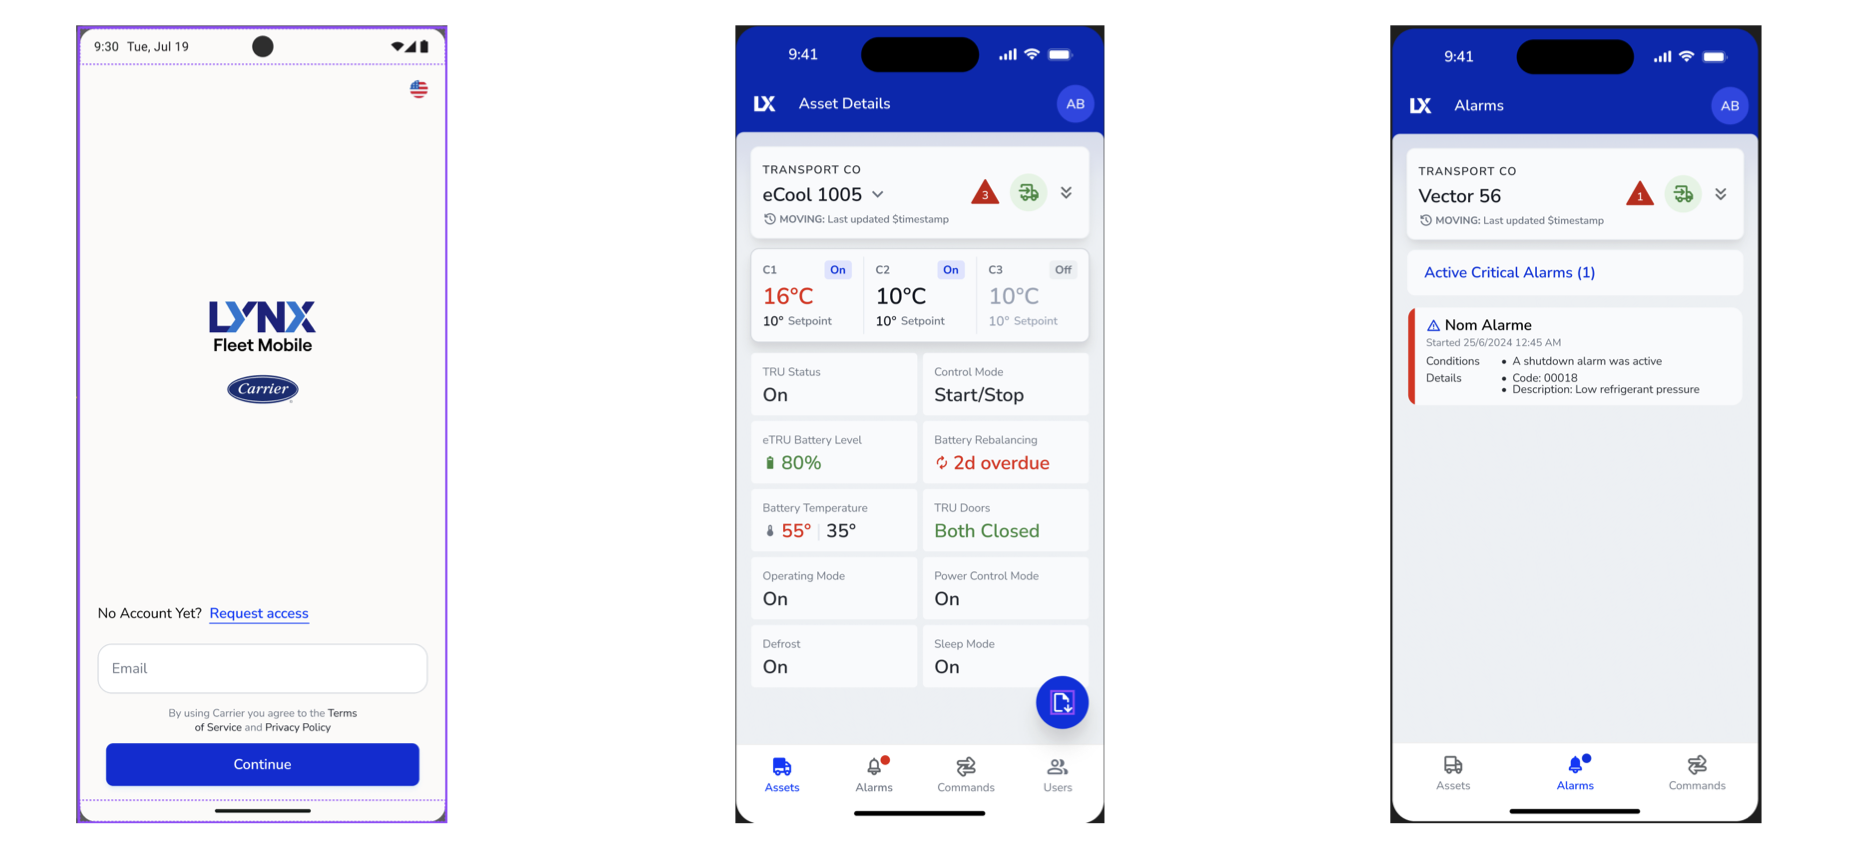 9:30 Tue, Jul 19
LYNX
Fleet Mobile
Carrier
No Account Yet? Request access
Email
By using Carrier you agree to the Terms
of Service and Privacy Policy
Continue
9:41
LX Asset Details AB
TRANSPORT CO
eCool 1005 3
MOVING: Last updated $timestamp
C1 On C2 On C3 Off
16°C 10°C 10°C
10° Setpoint 10° Setpoint 10° Setpoint
TRU Status Control Mode
On Start/Stop
eTRU Battery Level Battery Rebalancing
80% 2d overdue
Battery Temperature TRU Doors
55° 35° Both Closed
Operating Mode Power Control Mode
On On
Defrost Sleep Mode
On On
Assets Alarms Commands Users
9:41
LX Alarms AB
TRANSPORT CO
Vector 56 1
MOVING: Last updated $timestamp
Active Critical Alarms (1)
Nom Alarme
Started 25/6/2024 12:45 AM
Conditions • A shutdown alarm was active
Details • Code: 00018
• Description: Low refrigerant pressure
Assets Alarms Commands